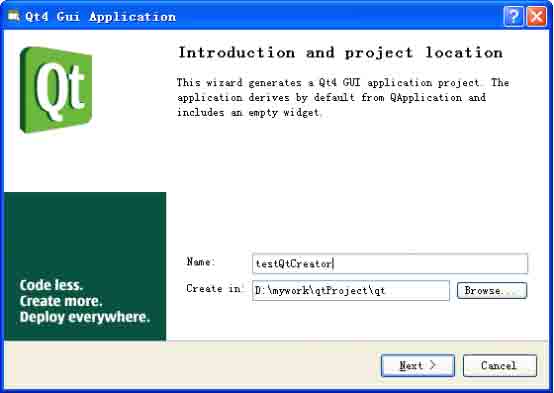 Qt4 Gui Application
Qt
Introduction and project location
This wizard generates a Qt4 GUI application project. The
application derives by default from QApplication and
includes an empty widget.
Name: testQtCreator
Create in: D:\mywork\qtProject\qt Browse...
Code less.
Create more.
Deploy everywhere.
Next > Cancel